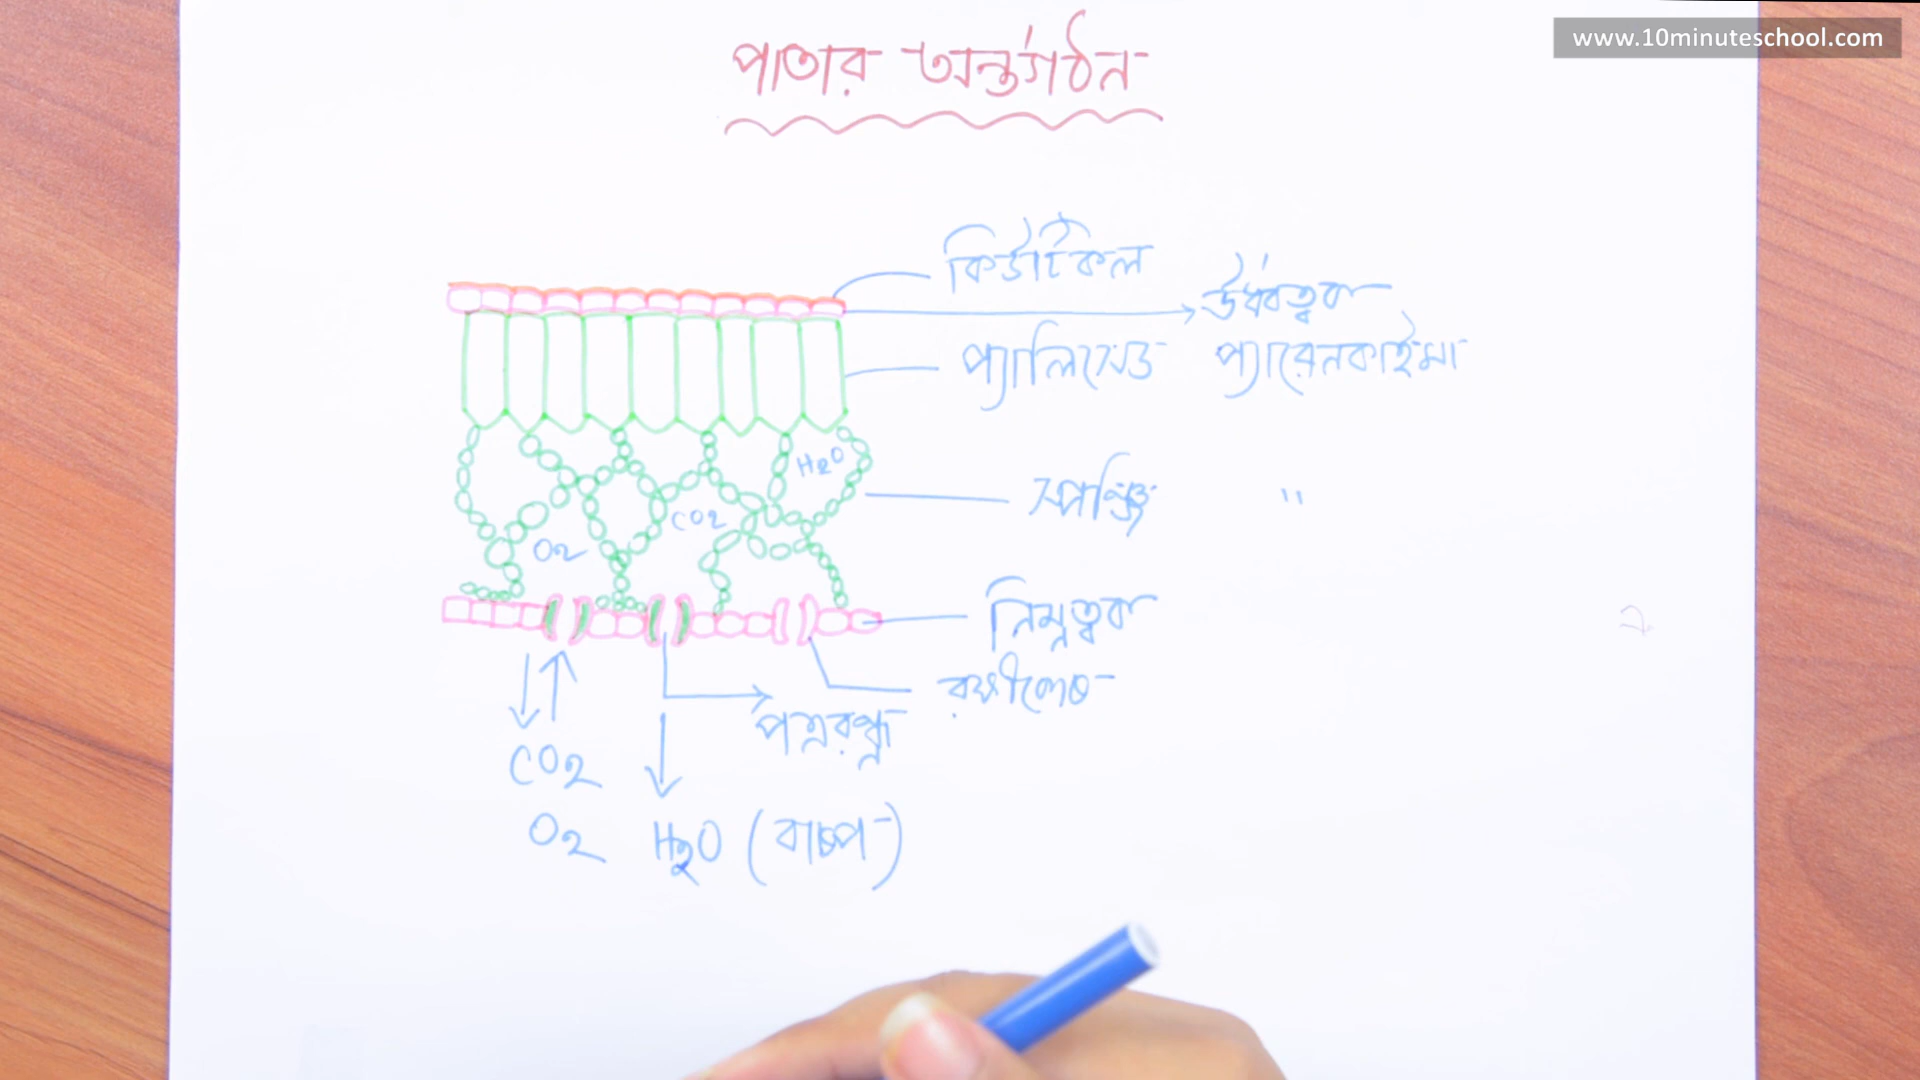 www.10minuteschool.com
পাতার অন্তর্গঠন
কিউটিকল
ঊর্ধ্বত্বক
প্যালিসেড প্যারেনকাইমা
H2O
স্পঞ্জি "
CO2
O2
নিম্নত্বক
রক্ষীকোষ
পত্ররন্ধ্র
CO2
O2 H2O (বাষ্প)